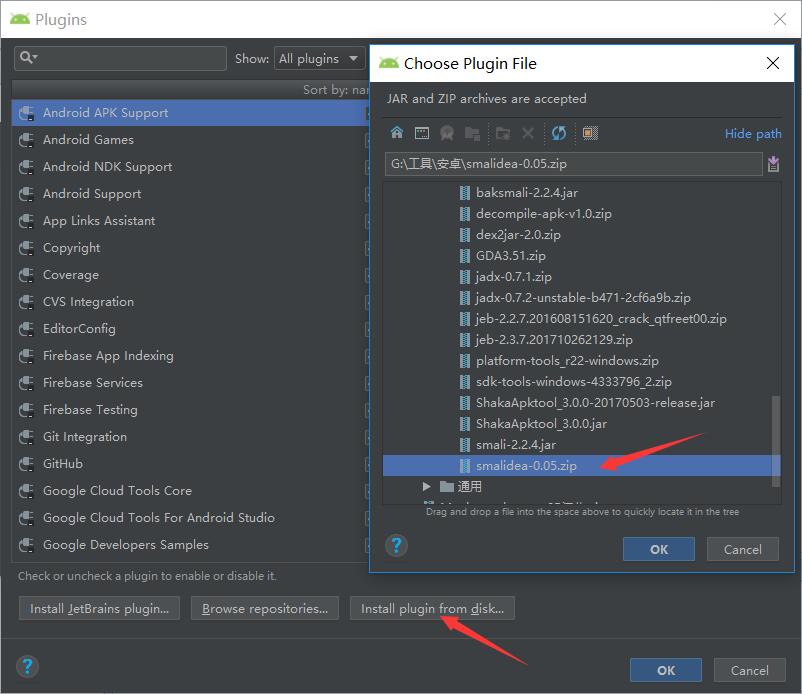 Plugins
Show: All plugins
Sort by:
Android APK Support
Android Games
Android NDK Support
Android Support
App Links Assistant
Copyright
Coverage
CVS Integration
EditorConfig
Firebase App Indexing
Firebase Services
Firebase Testing
Git Integration
GitHub
Google Cloud Tools Core
Google Cloud Tools For Android Studio
Google Developers Samples
Check or uncheck a plugin to enable or disable it.
Install JetBrains plugin...
Browse repositories...
Install plugin from disk...
?
OK
Cancel
Choose Plugin File
JAR and ZIP archives are accepted
Hide path
G:\工具\安卓\smalidea-0.05.zip
baksmali-2.2.4.jar
decompile-apk-v1.0.zip
dex2jar-2.0.zip
GDA3.51.zip
jadx-0.7.1.zip
jadx-0.7.2-unstable-b471-2cf6a9b.zip
jeb-2.2.7.201608151620_crack_qtfreet00.zip
jeb-2.3.7.201710262129.zip
platform-tools_r22-windows.zip
sdk-tools-windows-4333796_2.zip
ShakaApktool_3.0.0-20170503-release.jar
ShakaApktool_3.0.0.jar
smali-2.2.4.jar
smalidea-0.05.zip
通用
Drag and drop a file into the space above to quickly locate it in the tree
?
OK
Cancel